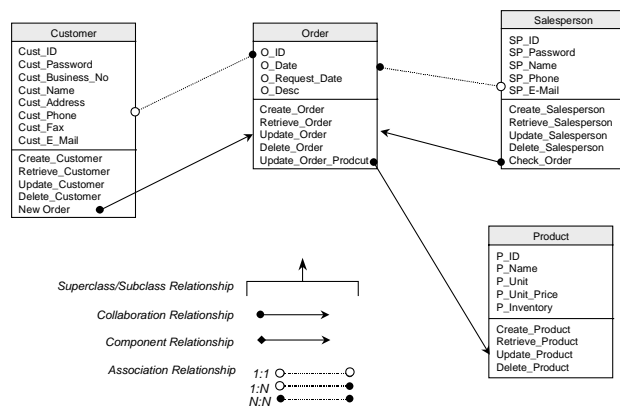 Customer
Cust_ID
Cust_Password
Cust_Business_No
Cust_Name
Cust_Address
Cust_Phone
Cust_Fax
Cust_E_Mail
Create_Customer
Retrieve_Customer
Update_Customer
Delete_Customer
New Order
Order
O_ID
O_Date
O_Request_Date
O_Desc
Create_Order
Retrieve_Order
Update_Order
Delete_Order
Update_Order_Prodcut
Salesperson
SP_ID
SP_Password
SP_Name
SP_Phone
SP_E-Mail
Create_Salesperson
Retrieve_Salesperson
Update_Salesperson
Delete_Salesperson
Check_Order
Product
P_ID
P_Name
P_Unit
P_Unit_Price
P_Inventory
Create_Product
Retrieve_Product
Update_Product
Delete_Product
Superclass/Subclass Relationship
Collaboration Relationship
Component Relationship
Association Relationship
1:1
1:N
N:N